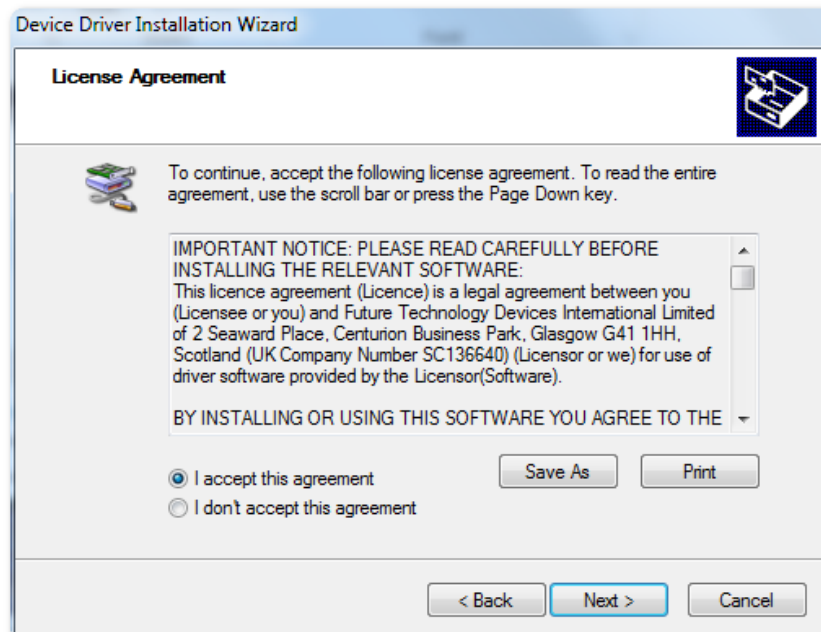 Device Driver Installation Wizard
License Agreement
To continue, accept the following license agreement. To read the entire
agreement, use the scroll bar or press the Page Down key.
IMPORTANT NOTICE: PLEASE READ CAREFULLY BEFORE
INSTALLING THE RELEVANT SOFTWARE:
This licence agreement (Licence) is a legal agreement between you
(Licensee or you) and Future Technology Devices International Limited
of 2 Seaward Place, Centurion Business Park, Glasgow G41 1HH,
Scotland (UK Company Number SC136640) (Licensor or we) for use of
driver software provided by the Licensor(Software).
BY INSTALLING OR USING THIS SOFTWARE YOU AGREE TO THE
I accept this agreement
Save As
Print
I don't accept this agreement
< Back
Next >
Cancel